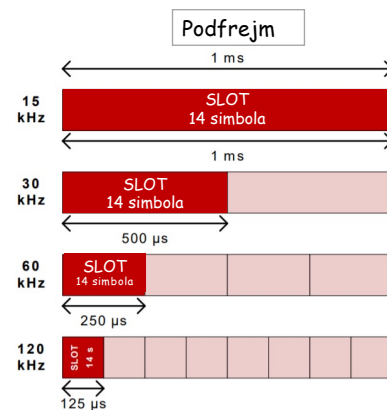 Podfrejm
1 ms
15
kHz
SLOT
14 simbola
1 ms
30
kHz
SLOT
14 simbola
500 µs
60
kHz
SLOT
14 simbola
250 µs
120
kHz
SLOT
14 s
125 µs